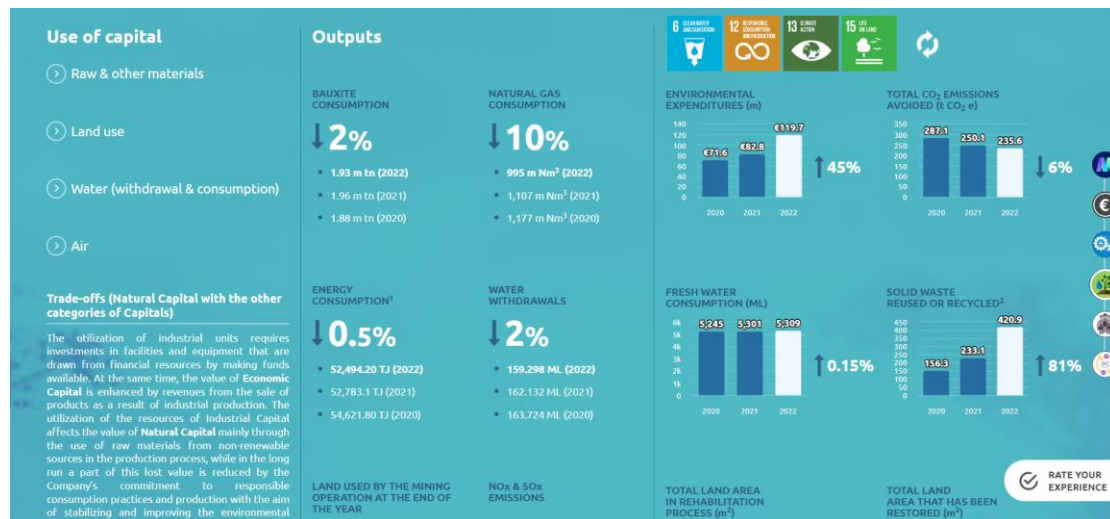 Use of capital
Raw & other materials
Land use
Water (withdrawal & consumption)
Air
Trade-offs (Natural Capital with the other
categories of Capitals)
The utilization of industrial units requires
investments in facilities and equipment that are
drawn from financial resources by making funds
available. At the same time, the value of Economic
Capital is enhanced by revenues from the sale of
products as a result of industrial production. The
utilization of the resources of Industrial Capital
affects the value of Natural Capital mainly through
the use of raw materials from non-renewable
sources in the production process, while in the long
run a part of this lost value is reduced by the
Company's commitment to responsible
consumption practices and production with the aim
of stabilizing and improving the environmental
Outputs
BAUXITE
CONSUMPTION
2%
• 1.93 m tn (2022)
• 1.96 m tn (2021)
• 1.88 m tn (2020)
NATURAL GAS
CONSUMPTION
10%
• 995 m Nm³ (2022)
• 1,107 m Nm³ (2021)
• 1,177 m Nm³ (2020)
ENERGY
CONSUMPTION¹
0.5%
• 52,494.20 TJ (2022)
• 52,783.1 TJ (2021)
• 54,621.80 TJ (2020)
WATER
WITHDRAWALS
2%
• 159.298 ML (2022)
• 162.132 ML (2021)
• 163.724 ML (2020)
LAND USED BY THE MINING
OPERATION AT THE END OF
THE YEAR
NOx & SOx
EMISSIONS
6 CLEAN WATER
AND SANITATION
12 RESPONSIBLE
CONSUMPTION
AND PRODUCTION
13 CLIMATE
ACTION
15 LIFE
ON LAND
ENVIRONMENTAL
EXPENDITURES (m)
140
120
100
80
60
40
20
0
€71.6
€82.8
€119.7
2020 2021 2022
45%
TOTAL CO₂ EMISSIONS
AVOIDED (t CO₂ e)
350
300
250
200
150
100
50
0
287.1
250.1
235.6
2020 2021 2022
6%
FRESH WATER
CONSUMPTION (ML)
6k
5k
4k
3k
2k
1k
0
5,245
5,301
5,309
2020 2021 2022
0.15%
SOLID WASTE
REUSED OR RECYCLED²
450
400
350
300
250
200
150
100
50
0
156.3
233.1
420.9
2020 2021 2022
81%
TOTAL LAND AREA
IN REHABILITATION
PROCESS (m²)
TOTAL LAND
AREA THAT HAS BEEN
RESTORED (m²)
€
RATE YOUR
EXPERIENCE